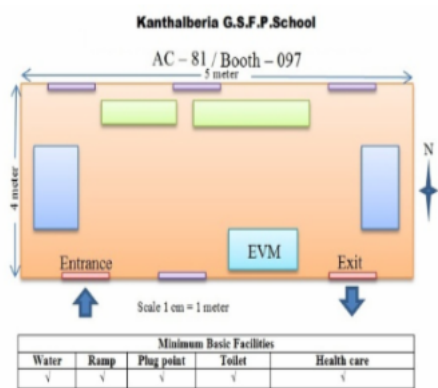 Kanthalberia G.S.F.P.School
AC – 81 / Booth – 097
5 meter
4 meter
N
EVM
Entrance
Exit
Scale 1 cm = 1 meter
Minimum Basic Facilities
Water Ramp Plug point Toilet Health care
√ √ √ √ √